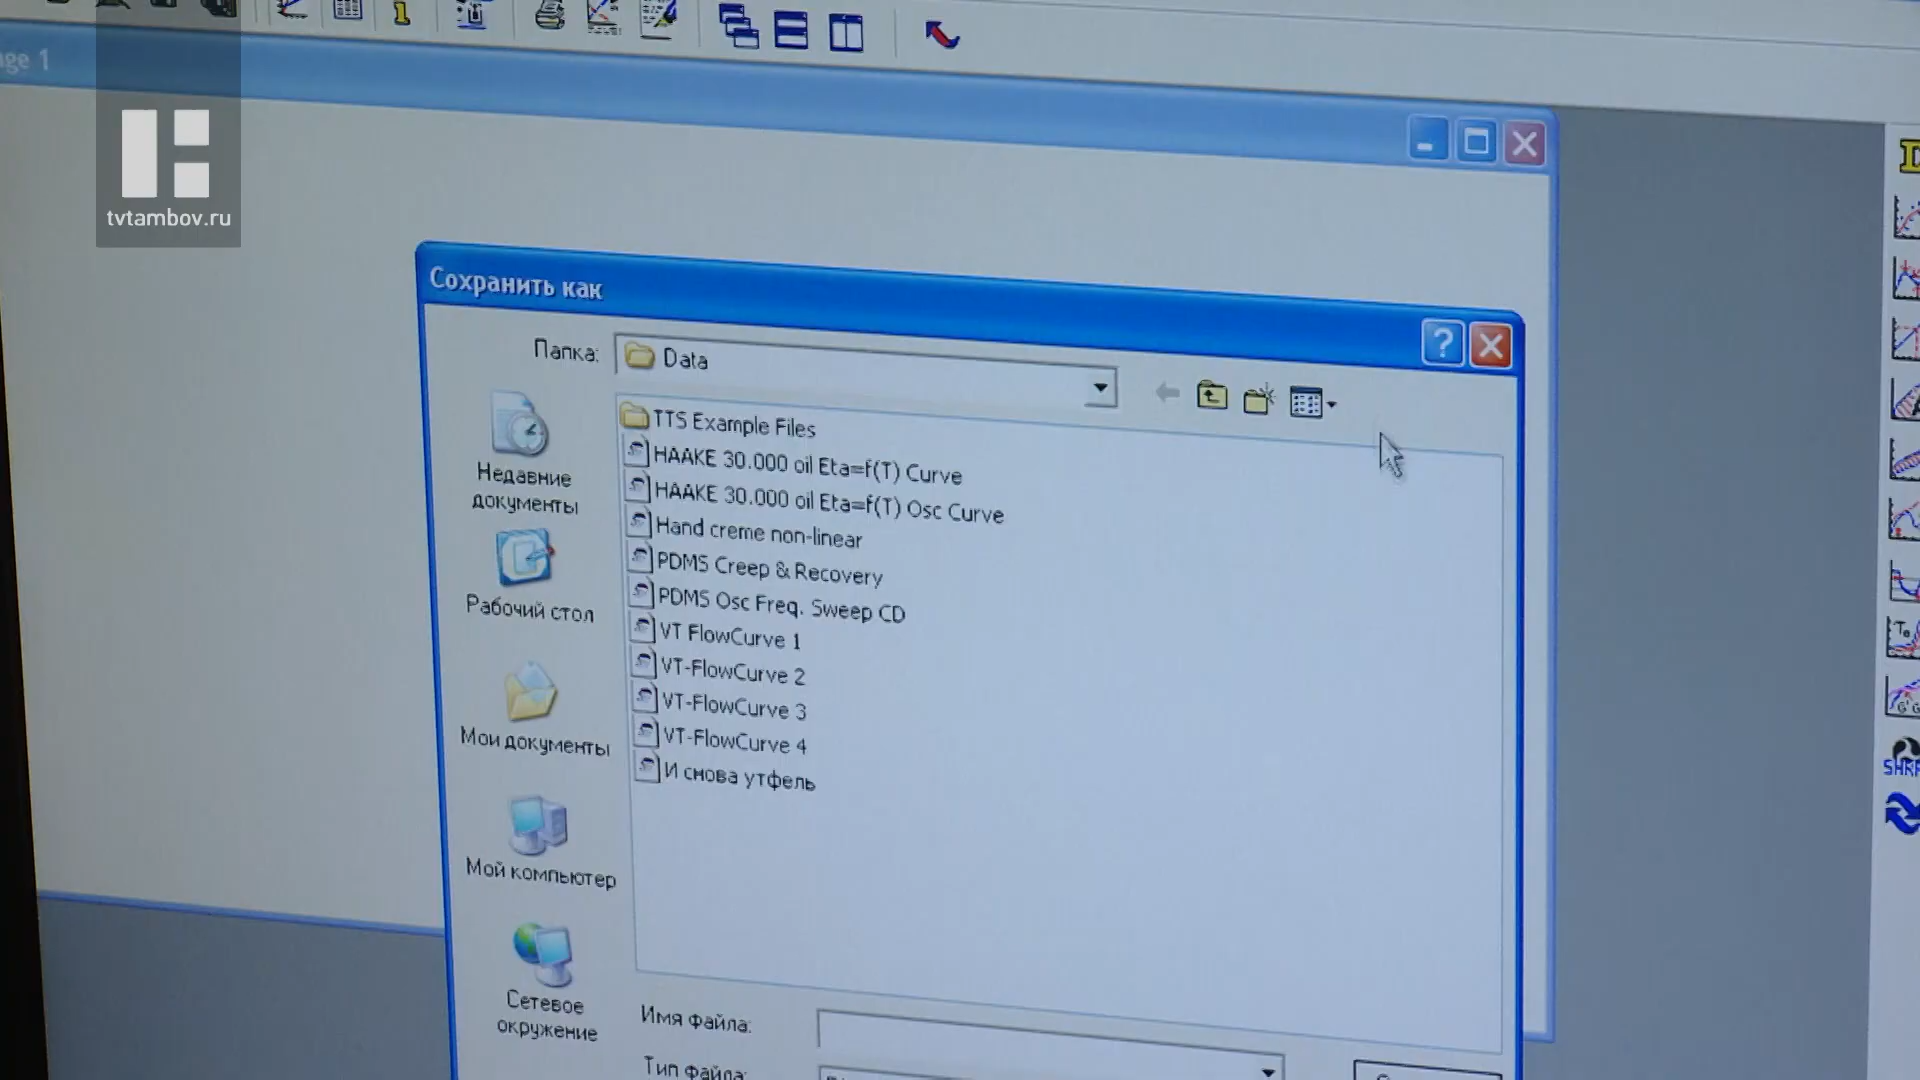 age 1
tvtambov.ru
Сохранить как
Папка:
Data
TTS Example Files
HAAKE 30.000 oil Eta=f(T) Curve
HAAKE 30.000 oil Eta=f(T) Osc Curve
Hand creme non-linear
PDMS Creep & Recovery
PDMS Osc Freq. Sweep CD
VT FlowCurve 1
VT-FlowCurve 2
VT-FlowCurve 3
VT-FlowCurve 4
И снова утфель
Недавние
документы
Рабочий стол
Мои документы
Мой компьютер
Сетевое
окружение
Имя файла:
Тип файла: